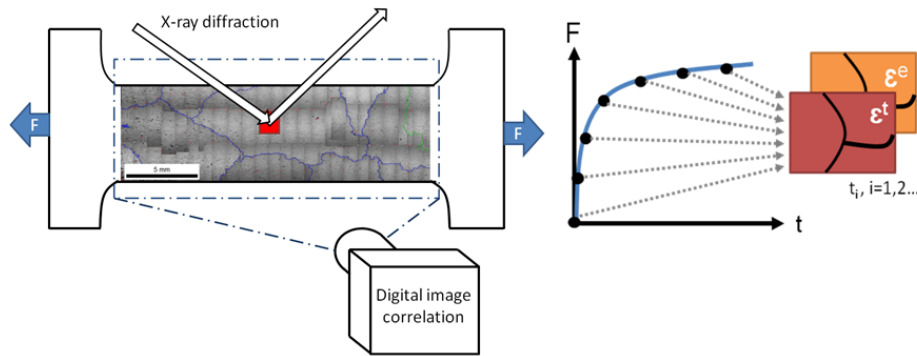 X-ray diffraction
F
F
5 mm
Digital image
correlation
F
εᵉ
εᵗ
tᵢ, i=1,2...
t